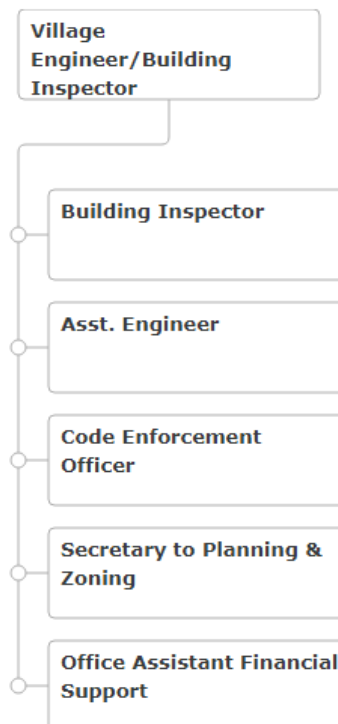 Village
Engineer/Building
Inspector
Building Inspector
Asst. Engineer
Code Enforcement
Officer
Secretary to Planning &
Zoning
Office Assistant Financial
Support